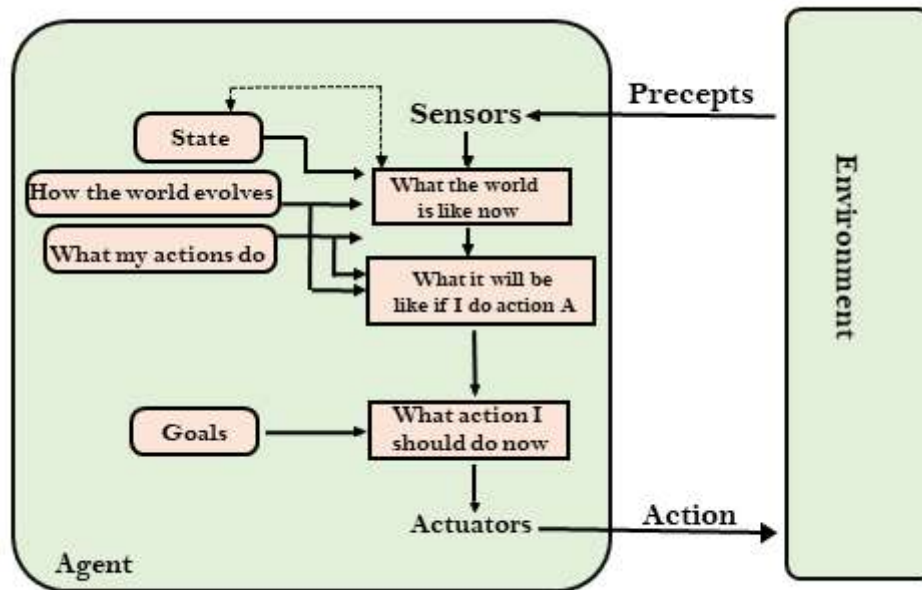 Precepts
Sensors
State
What the world
is like now
How the world evolves
What my actions do
What it will be
like if I do action A
Environment
Goals
What action I
should do now
Actuators
Action
Agent